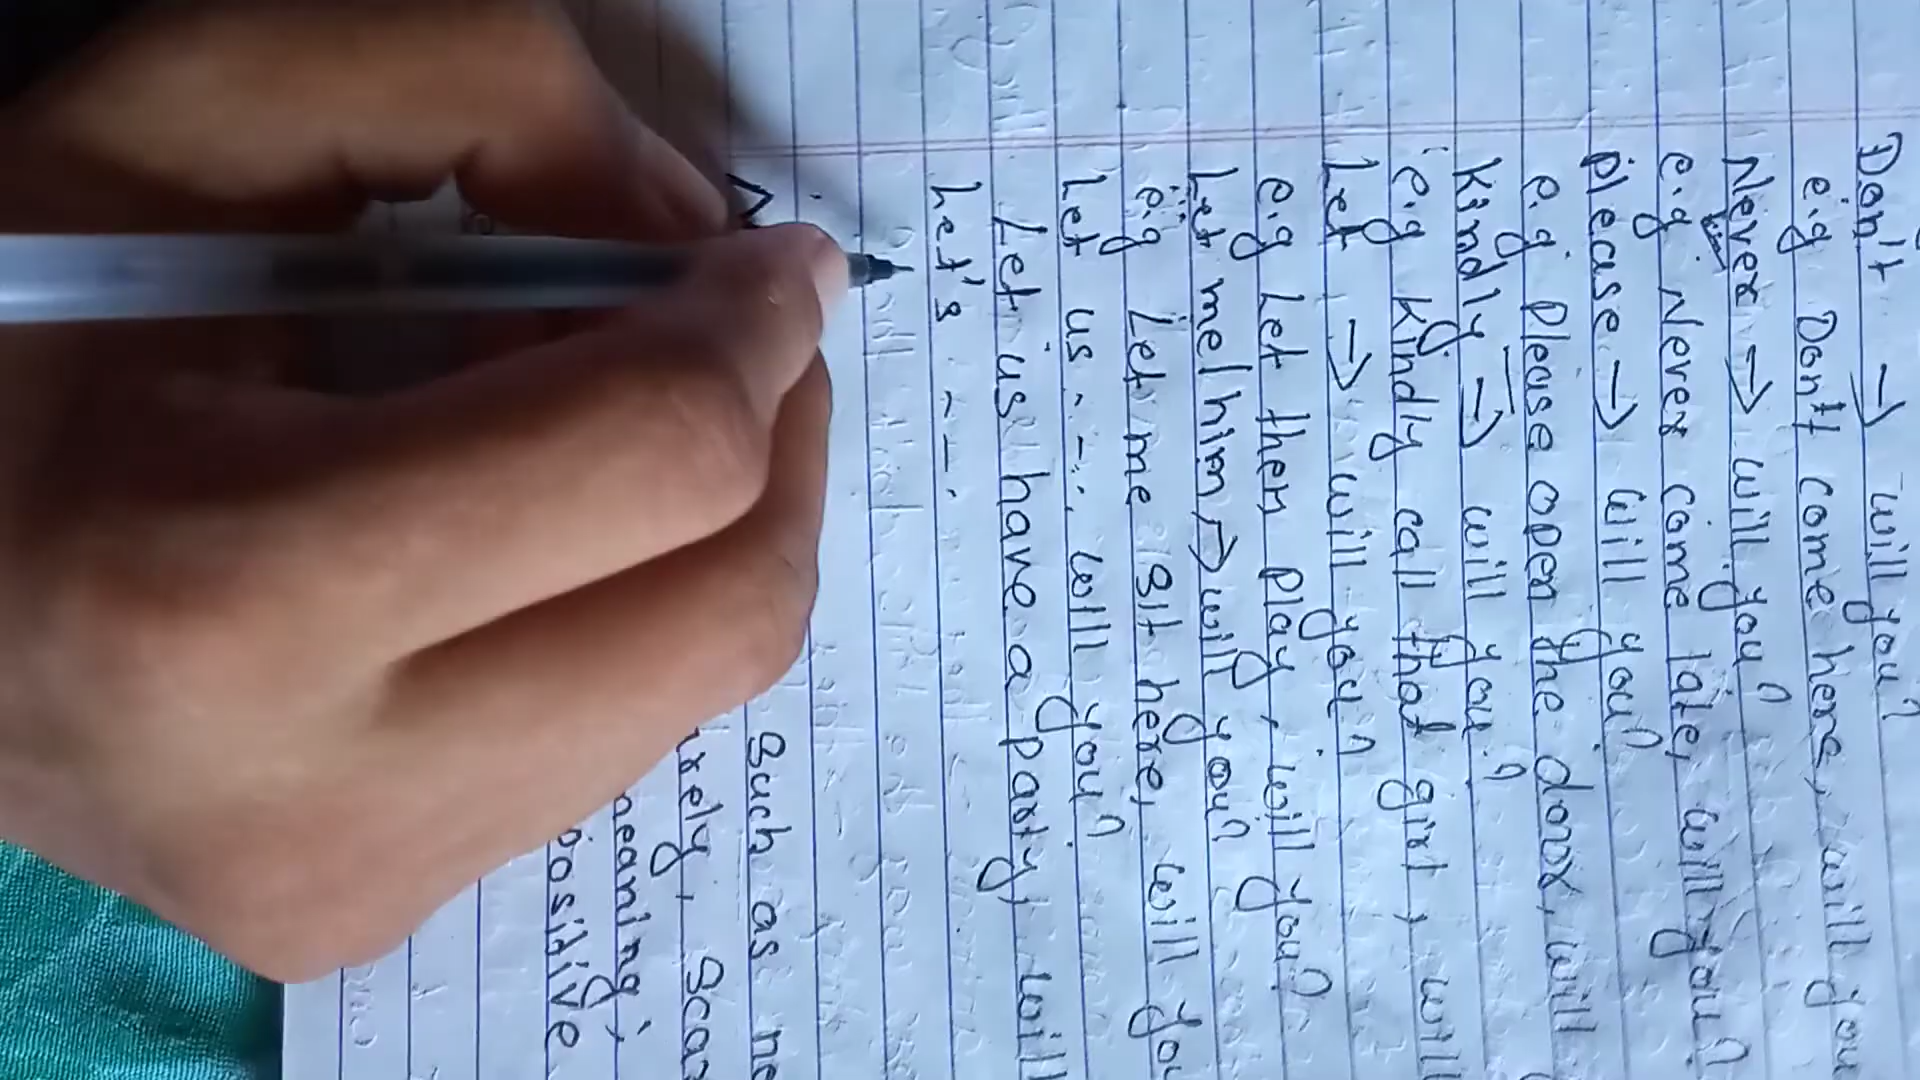 Don't → will you?
e.g Don't come here, will you
Never → will you?
e.g Never come late, will you?
please → will you?
e.g please open the door, will
Kindly → will you?
e.g Kindly call that girl, will
Let → will you?
e.g Let them play, will you?
Let me/him → will you?
e.g Let me sit here, will you
Let us - - .. will you?
Let us have a party, will
Let's - - - .
such as ne
meaning,
positive